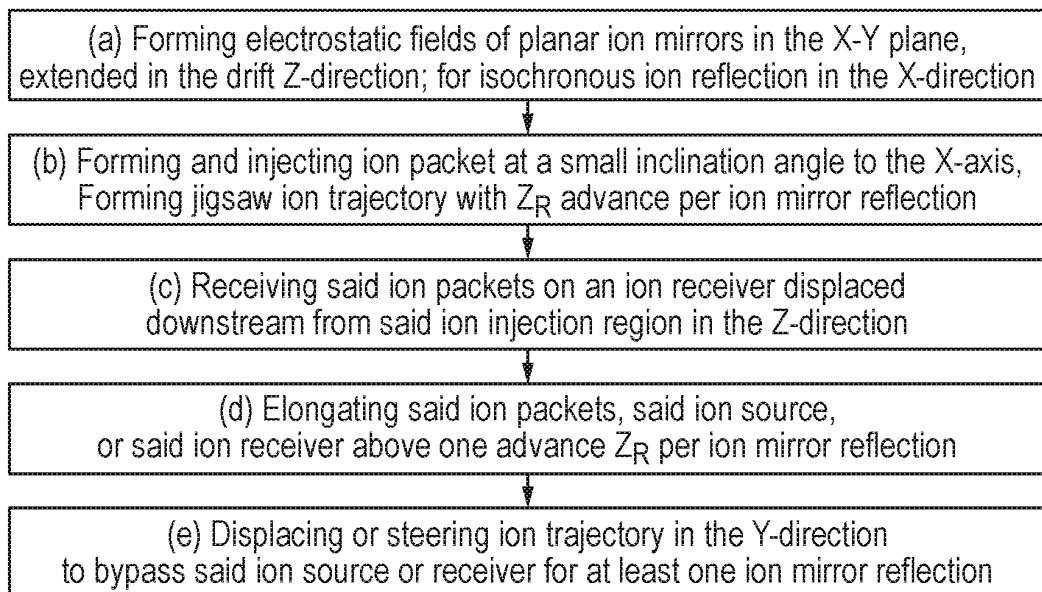 (a) Forming electrostatic fields of planar ion mirrors in the X-Y plane,
extended in the drift Z-direction; for isochronous ion reflection in the X-direction
(b) Forming and injecting ion packet at a small inclination angle to the X-axis,
Forming jigsaw ion trajectory with ZR advance per ion mirror reflection
(c) Receiving said ion packets on an ion receiver displaced
downstream from said ion injection region in the Z-direction
(d) Elongating said ion packets, said ion source,
or said ion receiver above one advance ZR per ion mirror reflection
(e) Displacing or steering ion trajectory in the Y-direction
to bypass said ion source or receiver for at least one ion mirror reflection